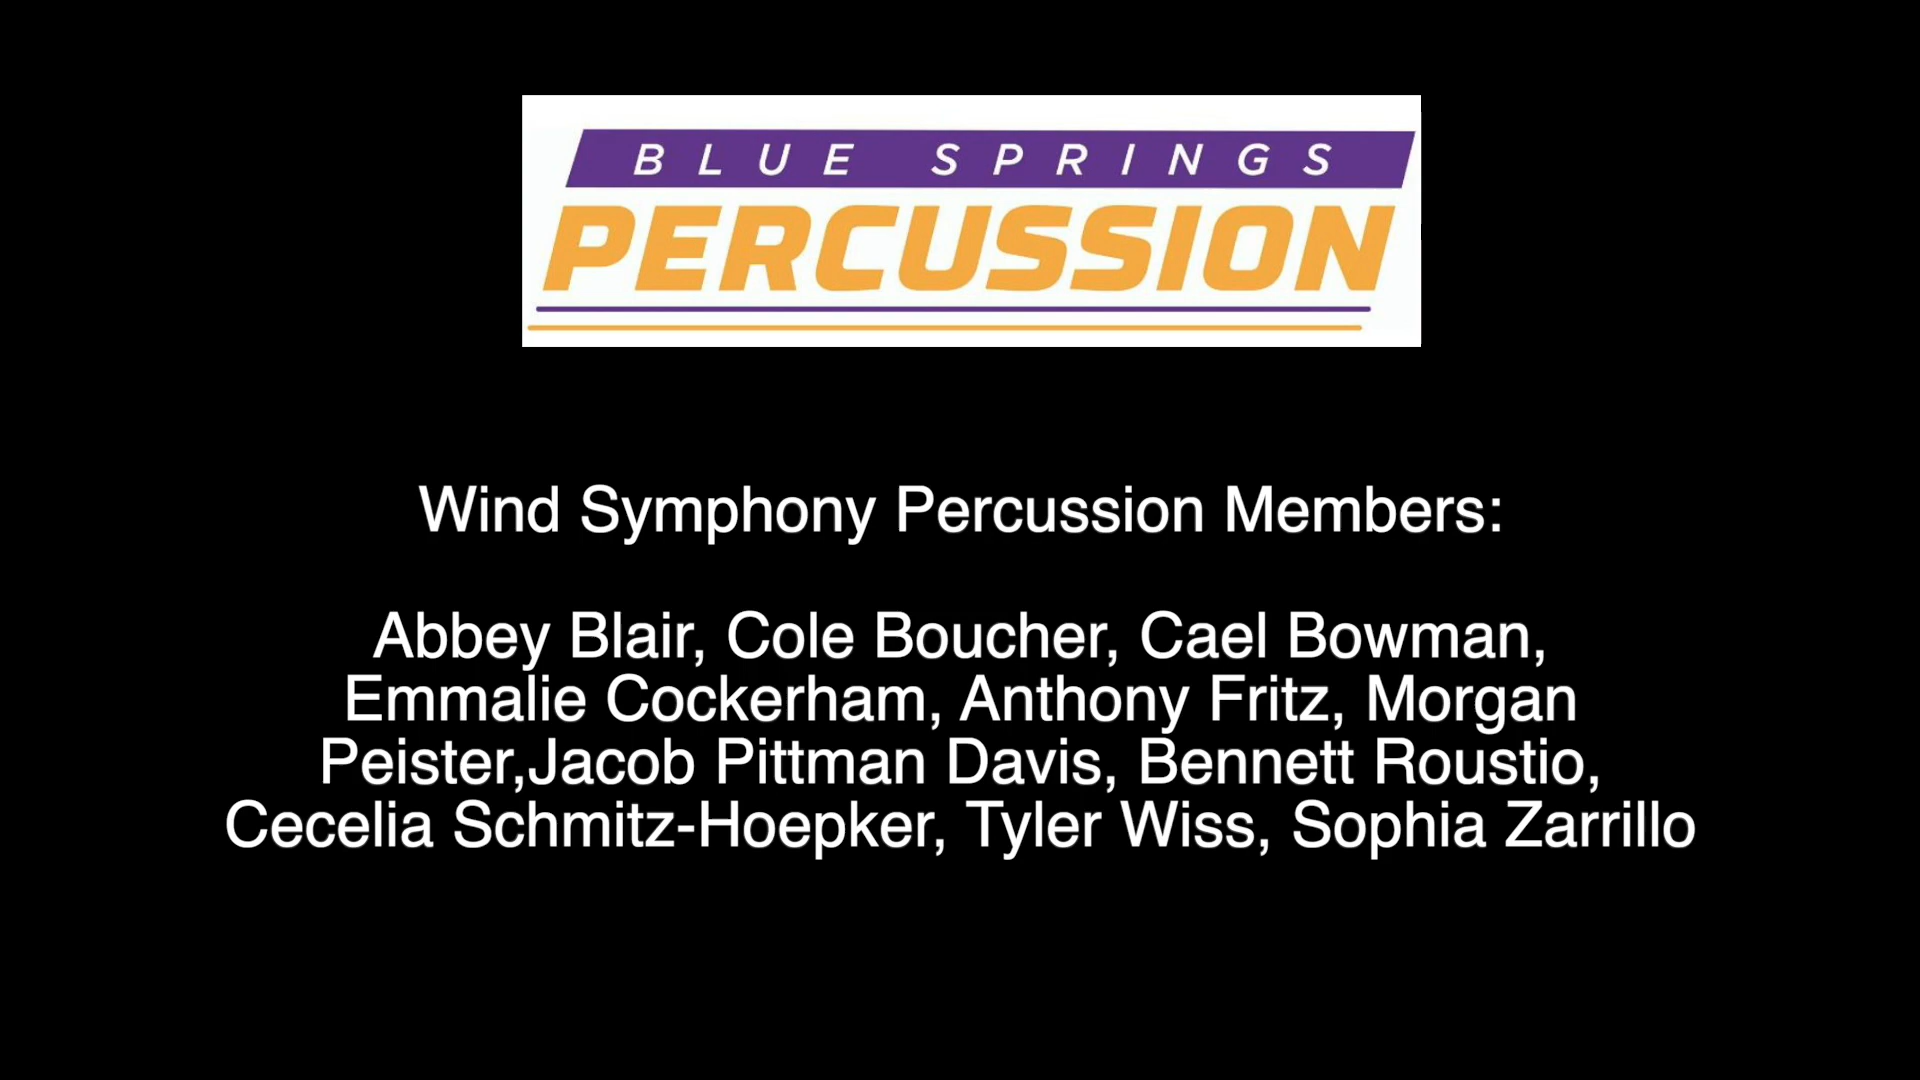 BLUE SPRINGS
PERCUSSION
Wind Symphony Percussion Members:
Abbey Blair, Cole Boucher, Cael Bowman,
Emmalie Cockerham, Anthony Fritz, Morgan
Peister,Jacob Pittman Davis, Bennett Roustio,
Cecelia Schmitz-Hoepker, Tyler Wiss, Sophia Zarrillo